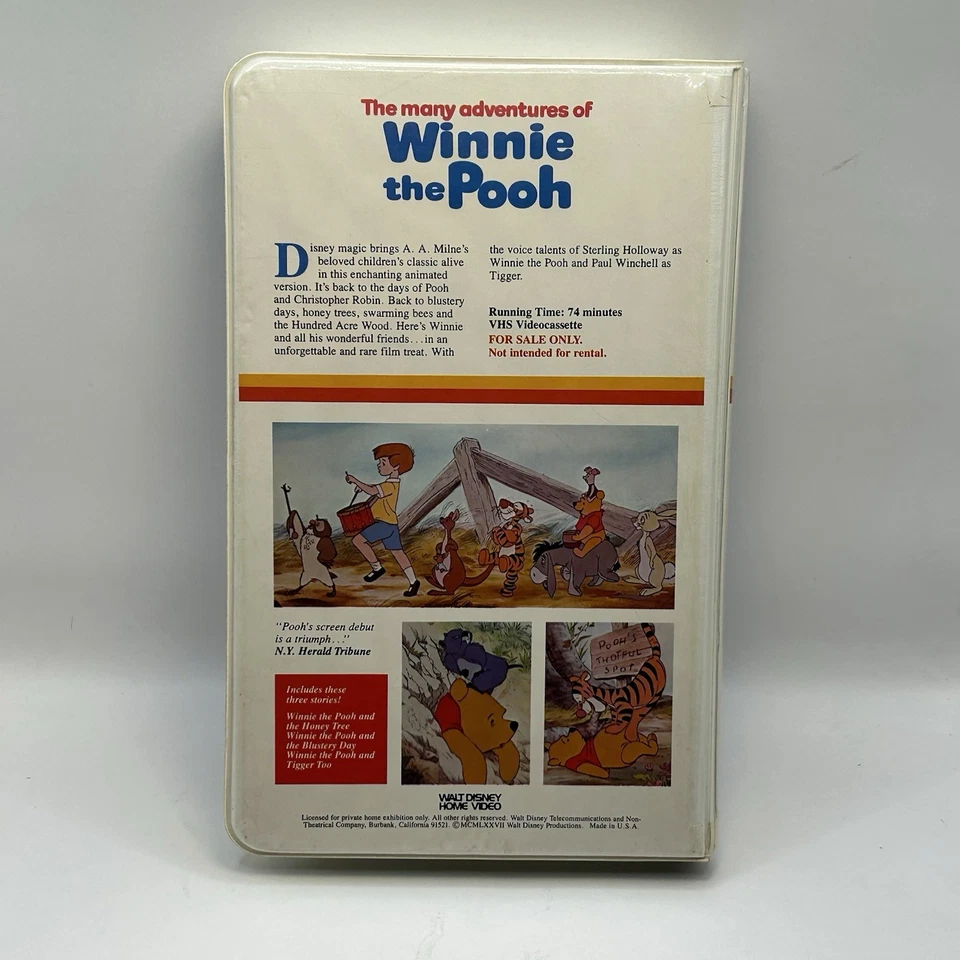 The many adventures of
Winnie
the Pooh
Disney magic brings A. A. Milne's
beloved children's classic alive
in this enchanting animated
version. It's back to the days of Pooh
and Christopher Robin. Back to blustery
days, honey trees, swarming bees and
the Hundred Acre Wood. Here's Winnie
and all his wonderful friends...in an
unforgettable and rare film treat. With
the voice talents of Sterling Holloway as
Winnie the Pooh and Paul Winchell as
Tigger.
Running Time: 74 minutes
VHS Videocassette
FOR SALE ONLY.
Not intended for rental.
"Pooh's screen debut
is a triumph..."
N.Y. Herald Tribune
POOH'S
THOTFUL
SPOT
Includes these
three stories!
Winnie the Pooh and
the Honey Tree
Winnie the Pooh and
the Blustery Day
Winnie the Pooh and
Tigger Too
WALT DISNEY
HOME VIDEO
Licensed for private home exhibition only. All other rights reserved. Walt Disney Telecommunications and Non-
Theatrical Company, Burbank, California 91521. ©MCMLXXVII Walt Disney Productions. Made in U.S.A.